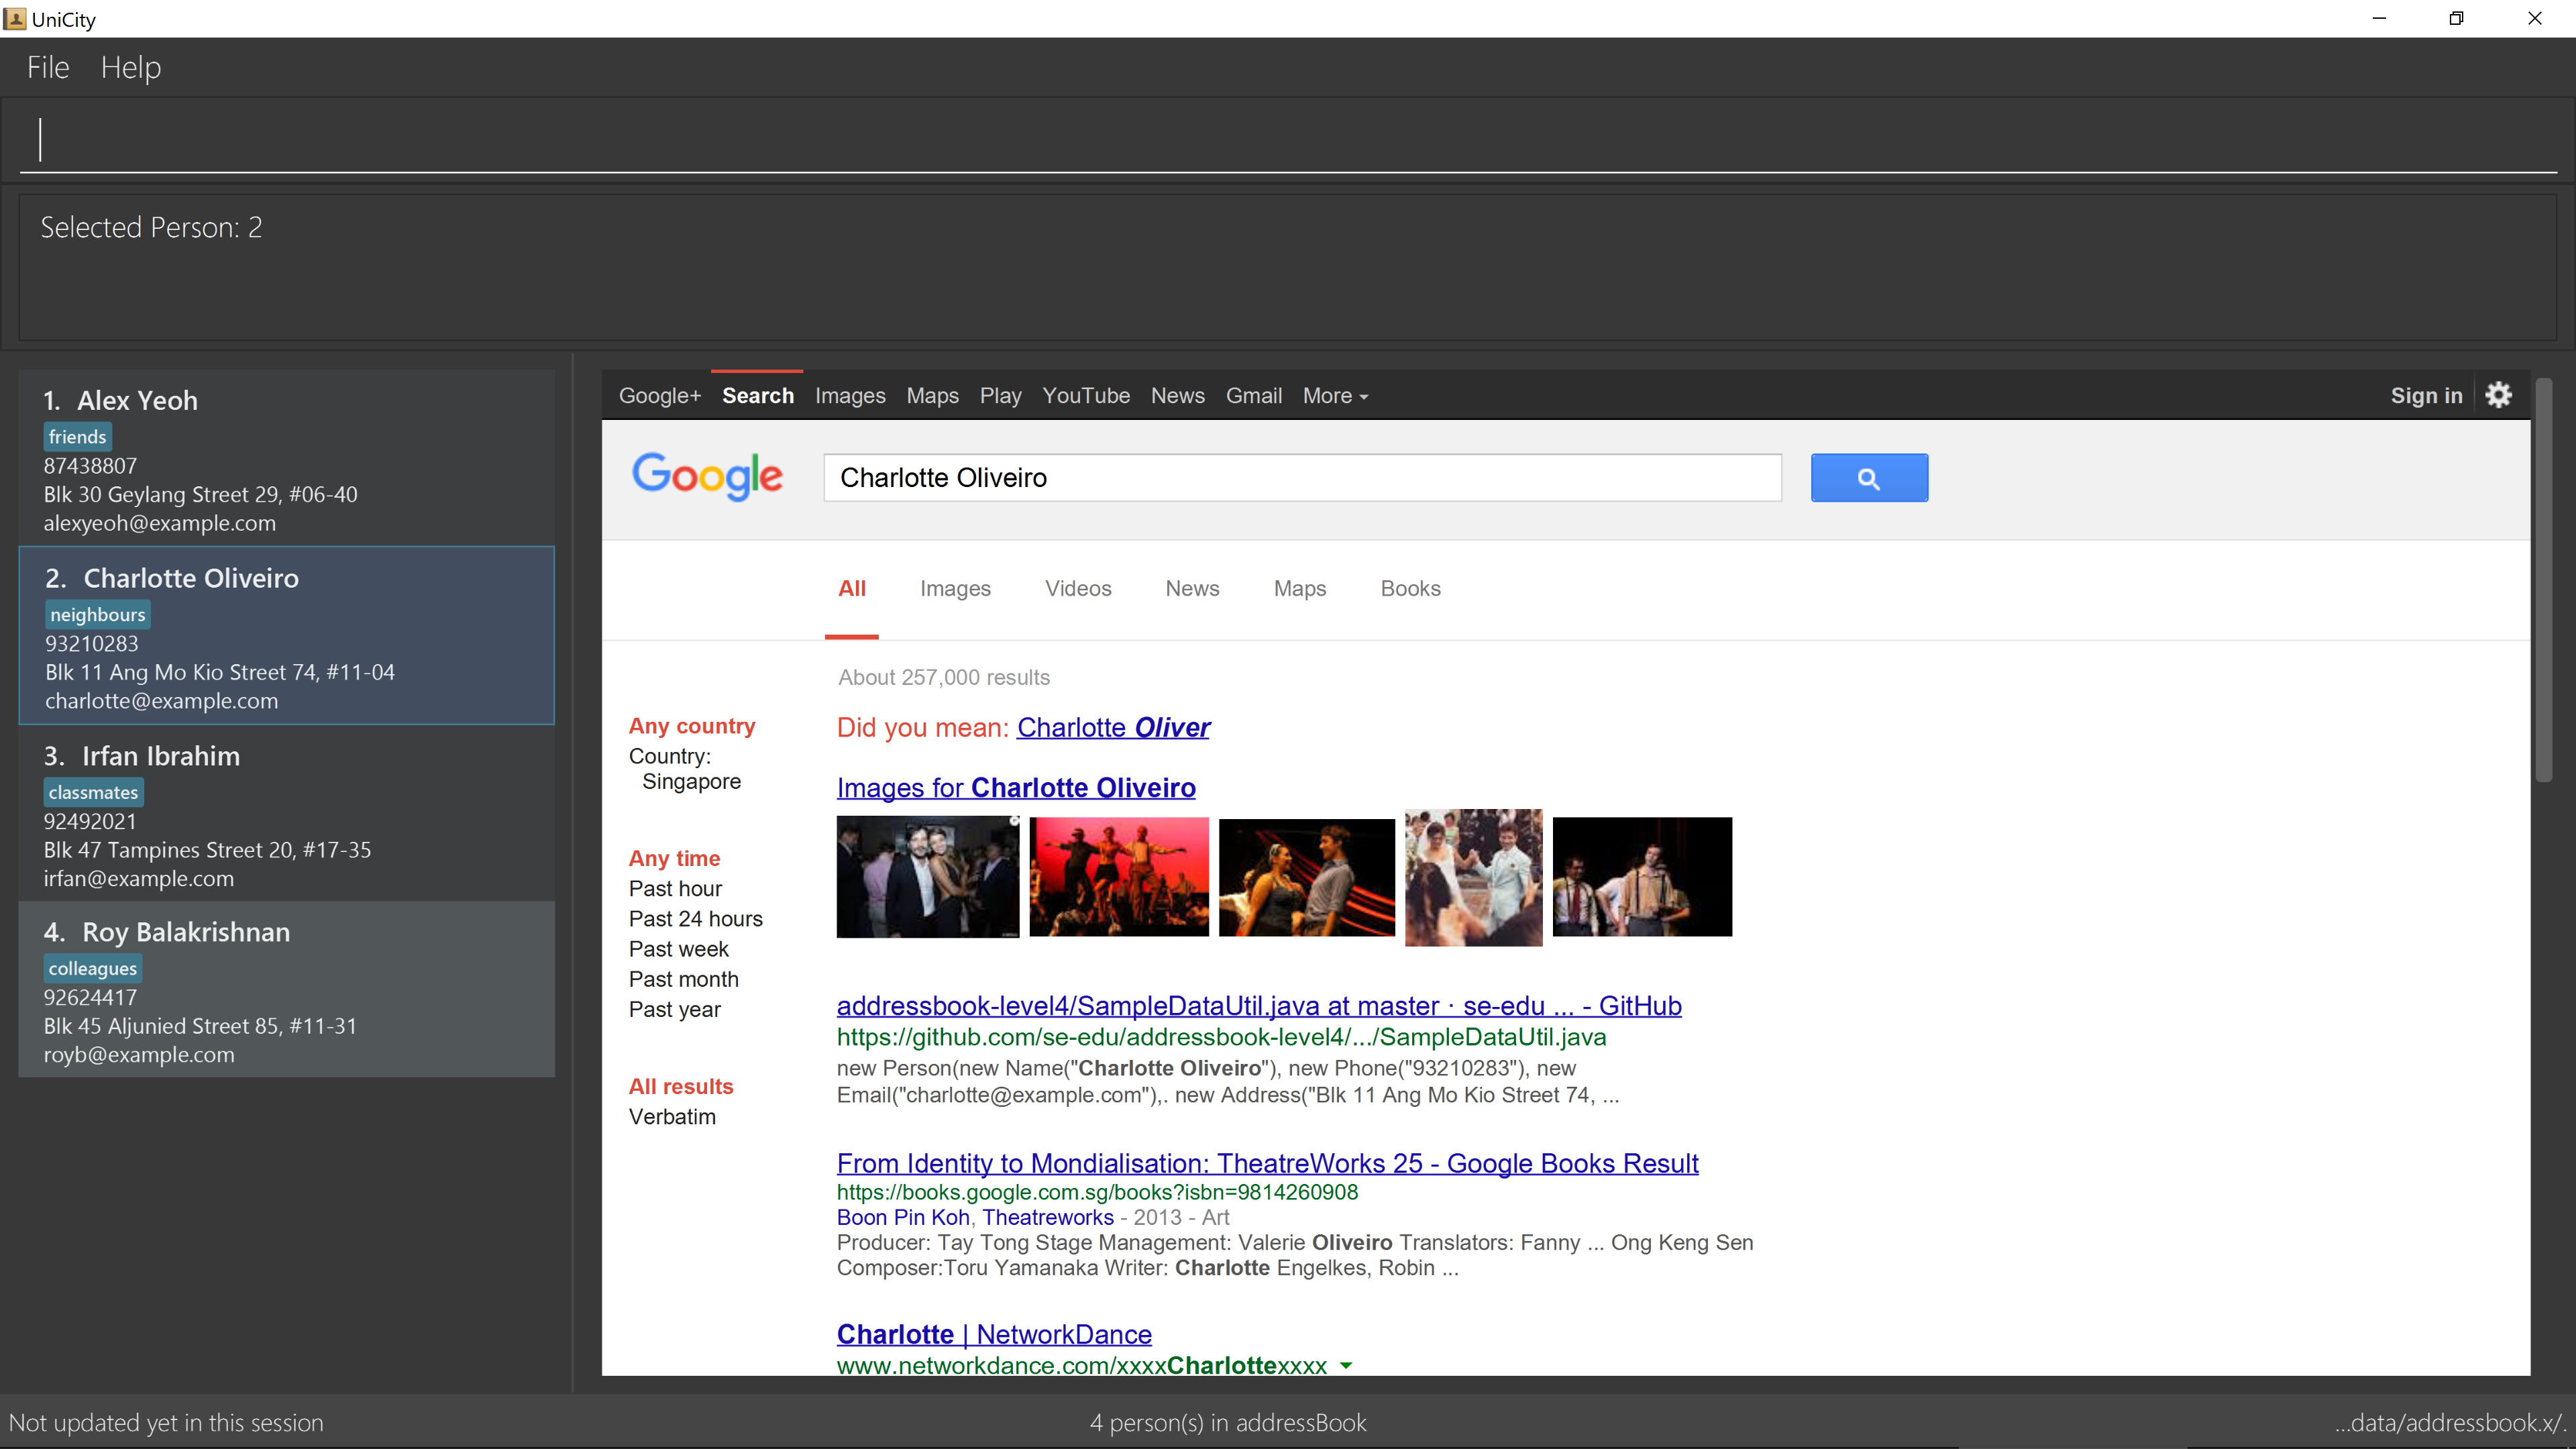 UniCity
File Help
Selected Person: 2
1. Alex Yeoh
friends
87438807
Blk 30 Geylang Street 29, #06-40
alexyeoh@example.com
2. Charlotte Oliveiro
neighbours
93210283
Blk 11 Ang Mo Kio Street 74, #11-04
charlotte@example.com
3. Irfan Ibrahim
classmates
92492021
Blk 47 Tampines Street 20, #17-35
irfan@example.com
4. Roy Balakrishnan
colleagues
92624417
Blk 45 Aljunied Street 85, #11-31
royb@example.com
Google+ Search Images Maps Play YouTube News Gmail More Sign in
Google Charlotte Oliveiro
All Images Videos News Maps Books
About 257,000 results
Any country
Country:
Singapore
Any time
Past hour
Past 24 hours
Past week
Past month
Past year
All results
Verbatim
Did you mean: Charlotte Oliver
Images for Charlotte Oliveiro
addressbook-level4/SampleDataUtil.java at master · se-edu ... - GitHub
https://github.com/se-edu/addressbook-level4/.../SampleDataUtil.java
new Person(new Name("Charlotte Oliveiro"), new Phone("93210283"), new
Email("charlotte@example.com"),. new Address("Blk 11 Ang Mo Kio Street 74, ...
From Identity to Mondialisation: TheatreWorks 25 - Google Books Result
https://books.google.com.sg/books?isbn=9814260908
Boon Pin Koh, Theatreworks - 2013 - Art
Producer: Tay Tong Stage Management: Valerie Oliveiro Translators: Fanny ... Ong Keng Sen
Composer:Toru Yamanaka Writer: Charlotte Engelkes, Robin ...
Charlotte | NetworkDance
www.networkdance.com/xxxxCharlottexxxx
Not updated yet in this session
4 person(s) in addressBook
...data/addressbook.x/.